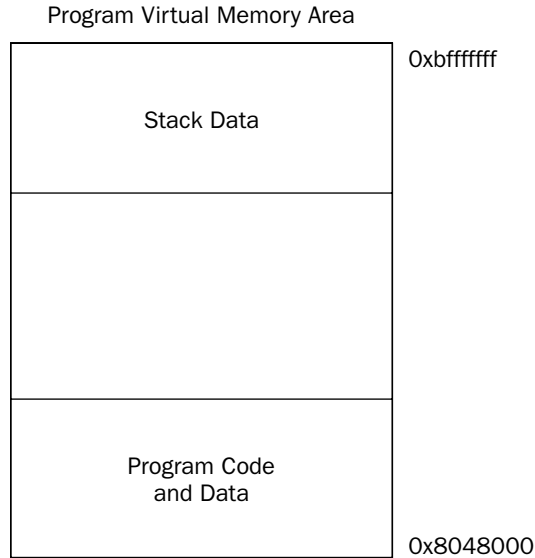 Program Virtual Memory Area
0xbfffffff
Stack Data
Program Code
and Data
0x8048000